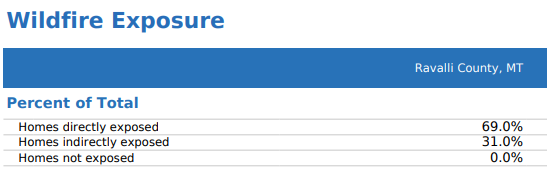 Wildfire Exposure
Ravalli County, MT
Percent of Total
Homes directly exposed 69.0%
Homes indirectly exposed 31.0%
Homes not exposed 0.0%